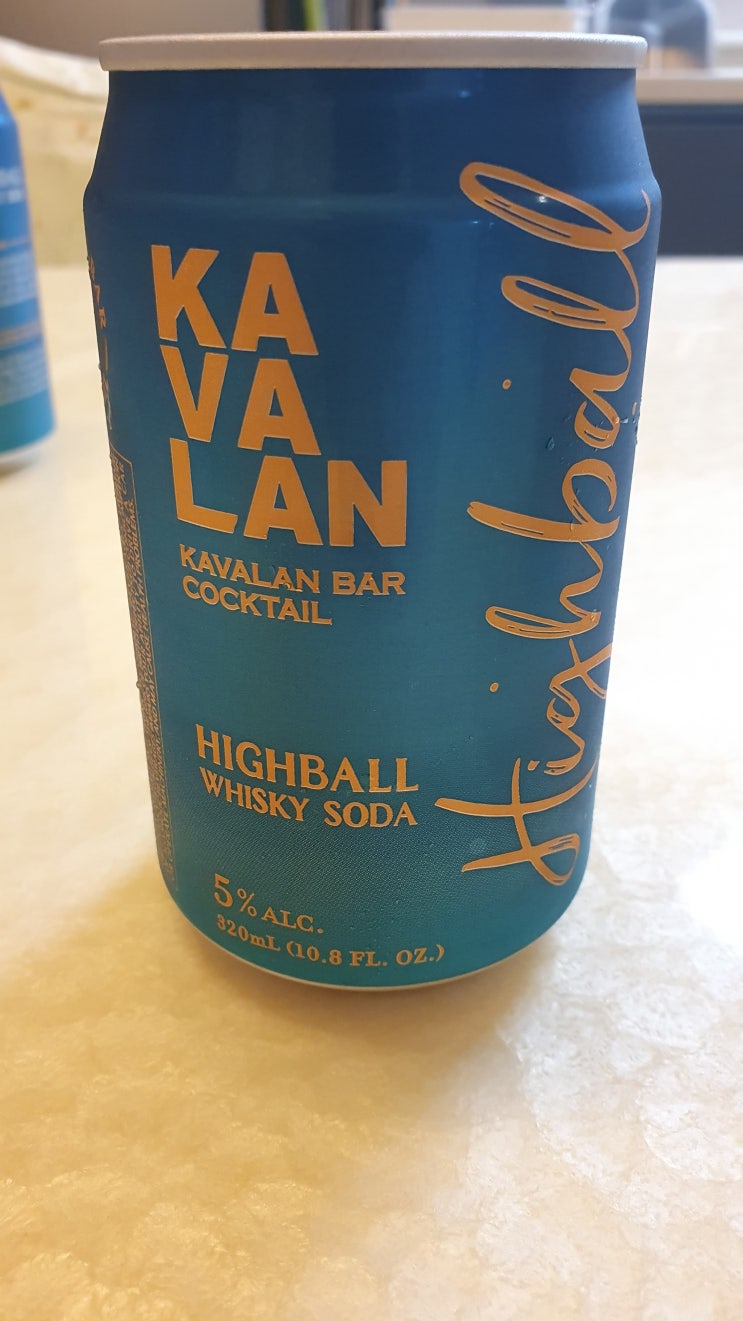 KA
VA
LAN
KAVALAN BAR
COCKTAIL
HIGHBALL
WHISKY SODA
5% ALC.
320mL (10.8 FL. OZ.)
Highball